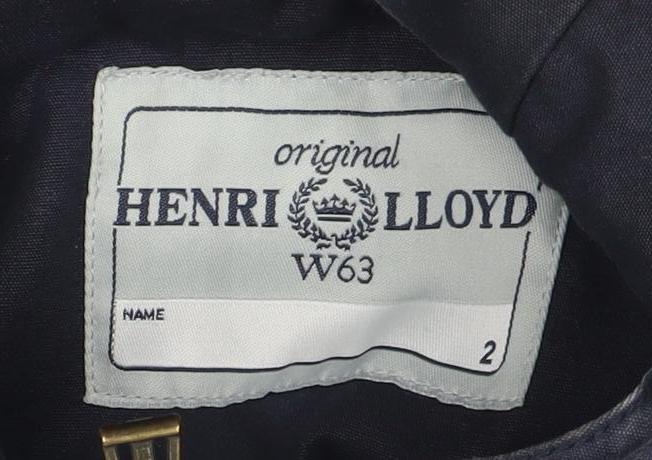 original
HENRI LLOYD
W63
NAME
2